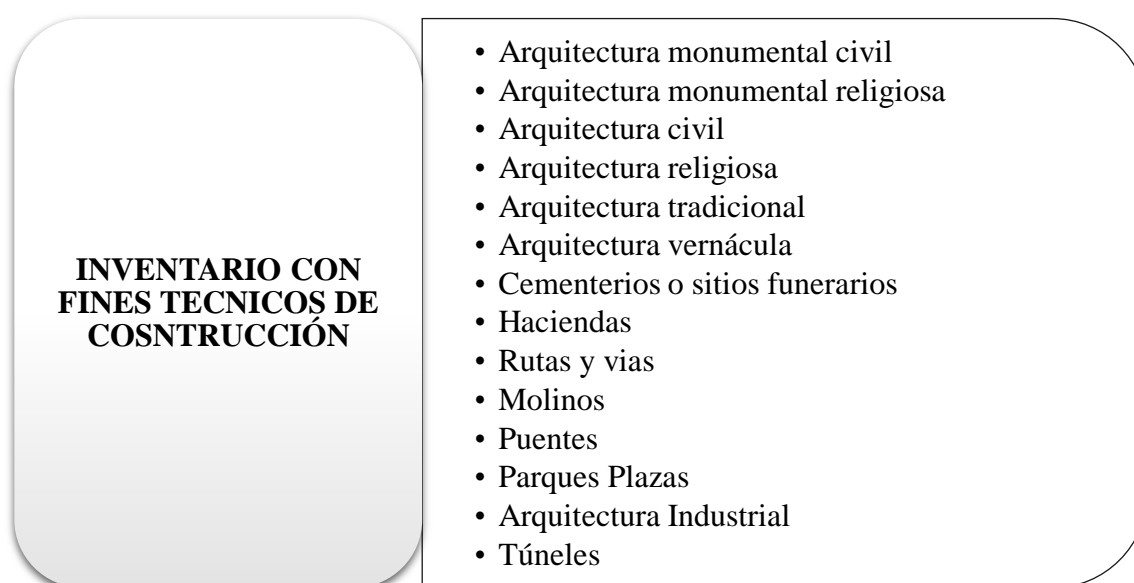 INVENTARIO CON
FINES TECNICOS DE
COSNTRUCCIÓN
• Arquitectura monumental civil
• Arquitectura monumental religiosa
• Arquitectura civil
• Arquitectura religiosa
• Arquitectura tradicional
• Arquitectura vernácula
• Cementerios o sitios funerarios
• Haciendas
• Rutas y vias
• Molinos
• Puentes
• Parques Plazas
• Arquitectura Industrial
• Túneles